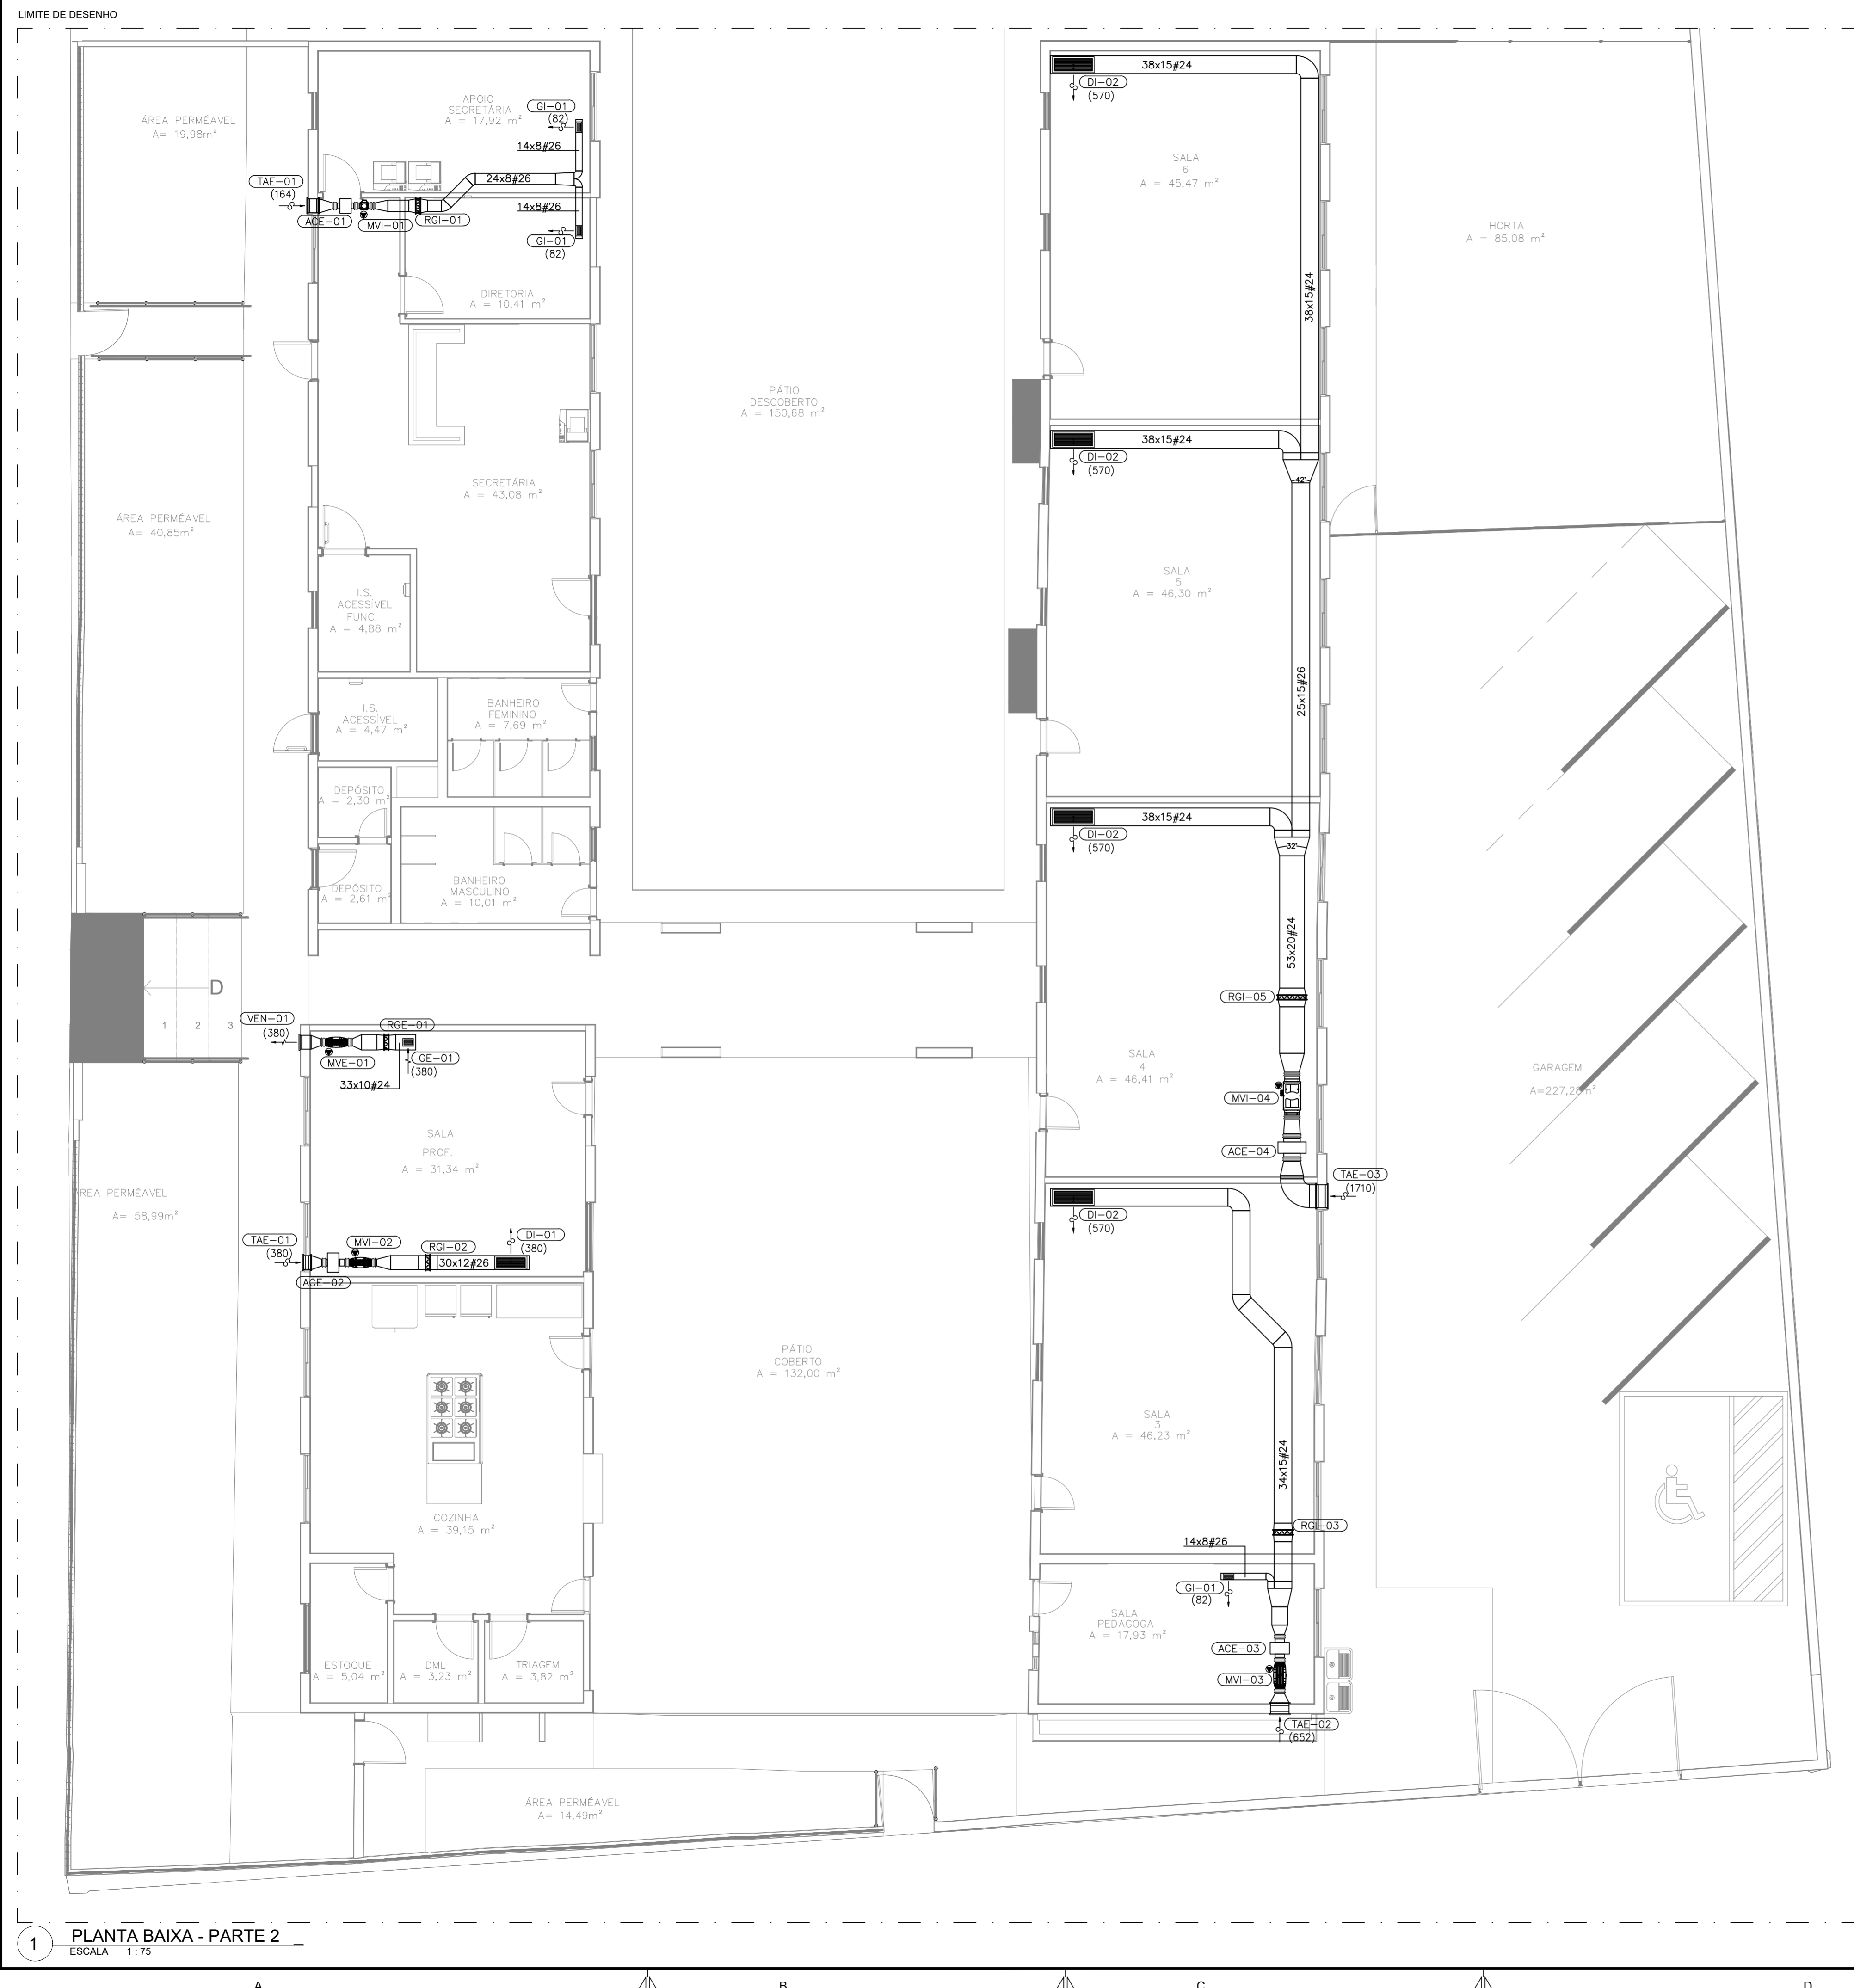 LIMITE DE DESENHO
ÁREA PERMÉAVEL
A= 19,98m²
APOIO
SECRETÁRIA
A = 17,92 m²
GI-01
(82)
14x8#26
24x8#26
TAE-01
(164)
ACE-01
MVI-01
RGI-01
14x8#26
GI-01
(82)
DIRETORIA
A = 10,41 m²
PÁTIO
DESCOBERTO
A = 150,68 m²
38x15#24
DI-02
(570)
SALA
6
A = 45,47 m²
38x15#24
HORTA
A = 85,08 m²
SECRETÁRIA
A = 43,08 m²
ÁREA PERMÉAVEL
A= 40,85m²
38x15#24
DI-02
(570)
42°
SALA
5
A = 46,30 m²
25x15#26
I.S.
ACESSÍVEL
FUNC.
A = 4,88 m²
I.S.
ACESSÍVEL
A = 4,47 m²
BANHEIRO
FEMININO
A = 7,69 m²
DEPÓSITO
A = 2,30 m²
DEPÓSITO
A = 2,61 m²
BANHEIRO
MASCULINO
A = 10,01 m²
38x15#24
DI-02
(570)
32°
53x20#24
RGI-05
SALA
4
A = 46,41 m²
MVI-04
ACE-04
TAE-03
(1710)
GARAGEM
A=227,28m²
D
1 2 3
VEN-01
(380)
RGE-01
MVE-01
GE-01
(380)
33x10#24
SALA
PROF.
A = 31,34 m²
ÁREA PERMÉAVEL
A= 58,99m²
TAE-01
(380)
MVI-02
RGI-02
DI-01
(380)
30x12#26
ACE-02
DI-02
(570)
PÁTIO
COBERTO
A = 132,00 m²
SALA
3
A = 46,23 m²
34x15#24
RGI-03
COZINHA
A = 39,15 m²
14x8#26
GI-01
(82)
SALA
PEDAGOGA
A = 17,93 m²
ACE-03
MVI-03
TAE-02
(652)
ESTOQUE
A = 5,04 m²
DML
A = 3,23 m²
TRIAGEM
A = 3,82 m²
ÁREA PERMÉAVEL
A= 14,49m²
1
PLANTA BAIXA - PARTE 2
ESCALA 1 : 75
A B C D